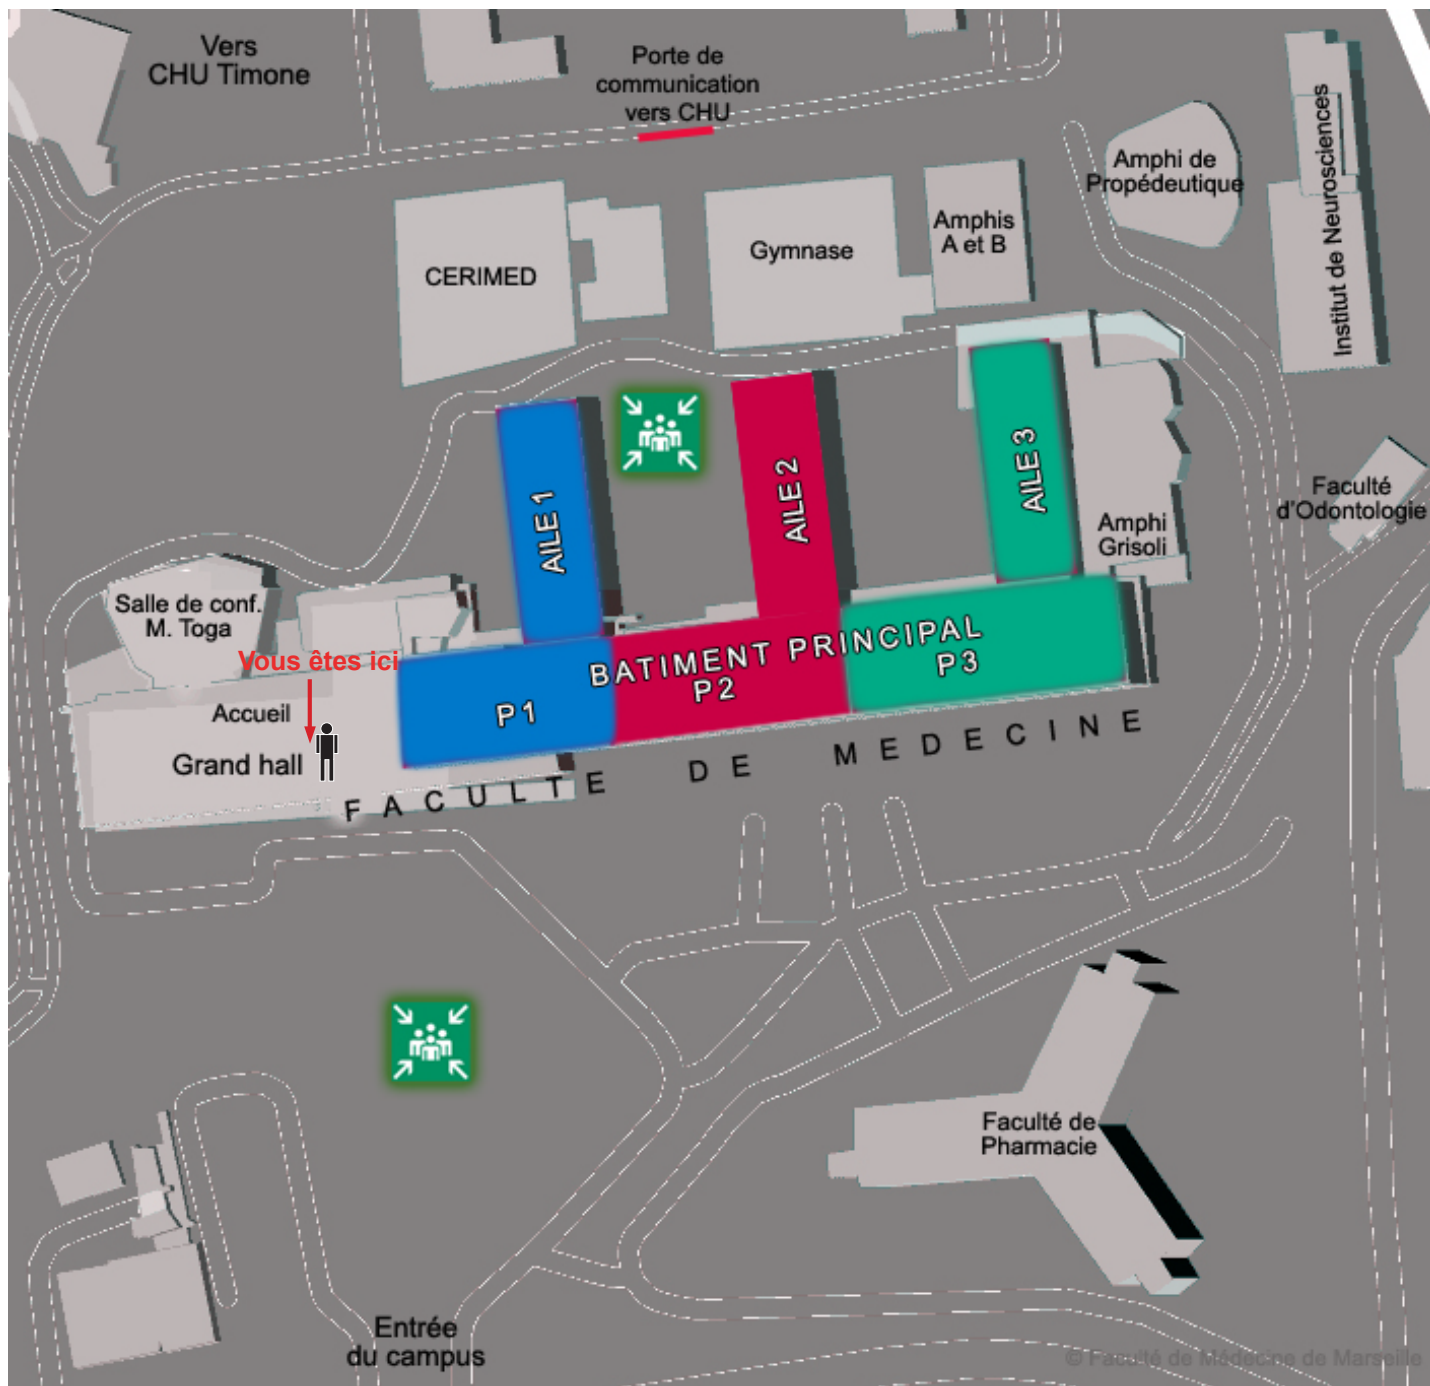 Vers
CHU Timone
Porte de
communication
vers CHU
Amphi de
Propédeutique
Institut de Neurosciences
Amphis
A et B
Gymnase
CERIMED
AILE 1
AILE 2
AILE 3
Faculté
d'Odontologie
Amphi
Grisoli
Salle de conf.
M. Toga
Vous êtes ici
BATIMENT PRINCIPAL
P1
P2
P3
Accueil
Grand hall
FACULTE DE MEDECINE
Faculté de
Pharmacie
Entrée
du campus
© Faculté de Médecine de Marseille